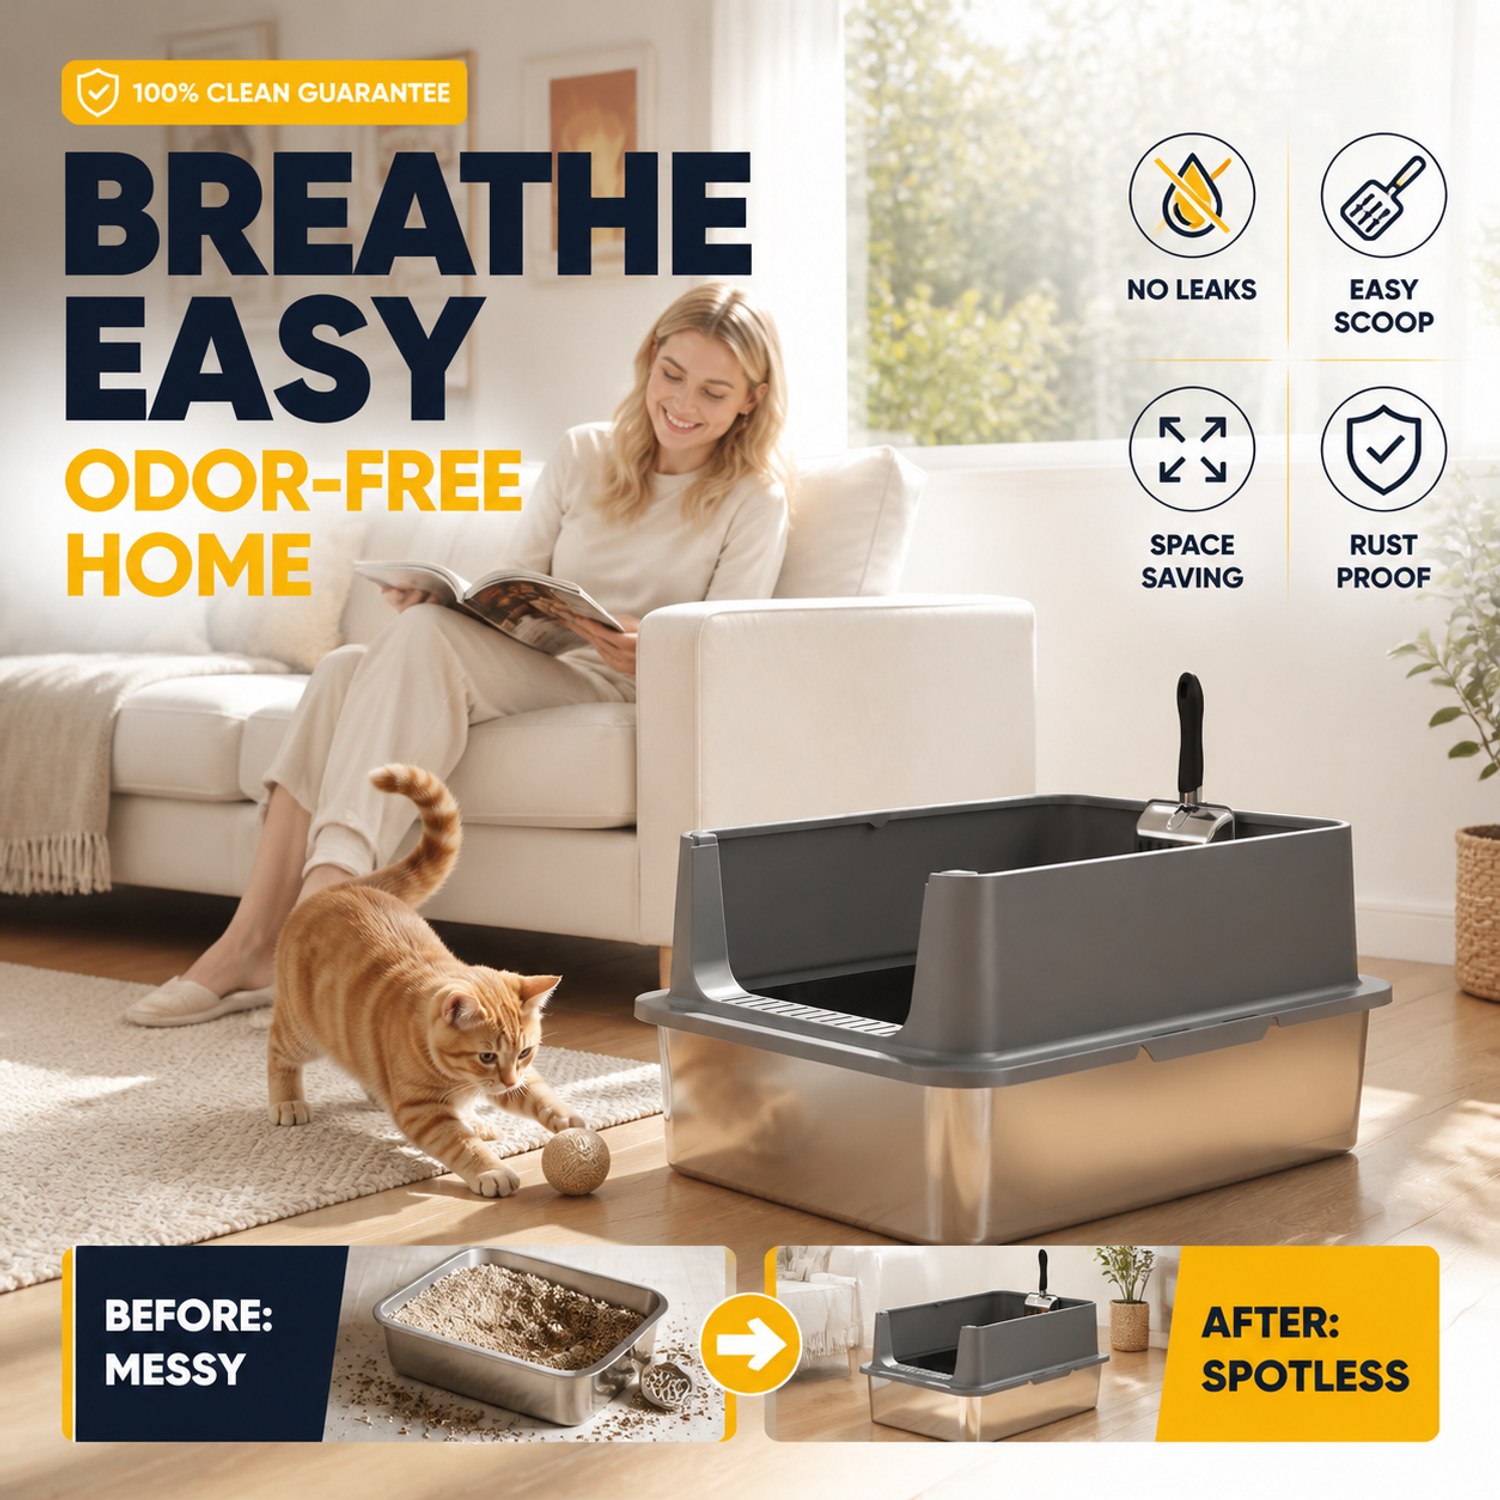 100% CLEAN GUARANTEE
BREATHE
EASY
ODOR-FREE
HOME
NO LEAKS
EASY
SCOOP
SPACE
SAVING
RUST
PROOF
BEFORE:
MESSY
AFTER:
SPOTLESS